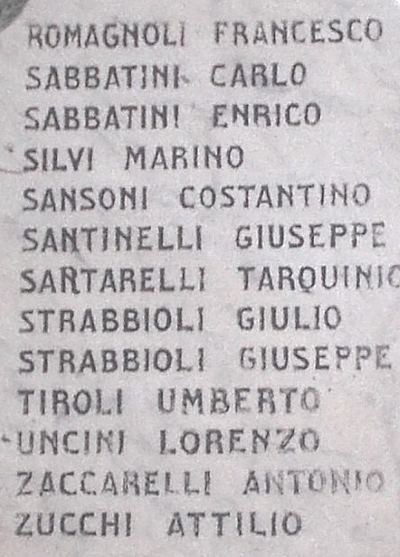 ROMAGNOLI FRANCESCO
SABBATINI CARLO
SABBATINI ENRICO
SILVI MARINO
SANSONI COSTANTINO
SANTINELLI GIUSEPPE
SARTARELLI TARQUINIO
STRABBIOLI GIULIO
STRABBIOLI GIUSEPPE
TIROLI UMBERTO
UNCINI LORENZO
ZACCARELLI ANTONIO
ZUCCHI ATTILIO